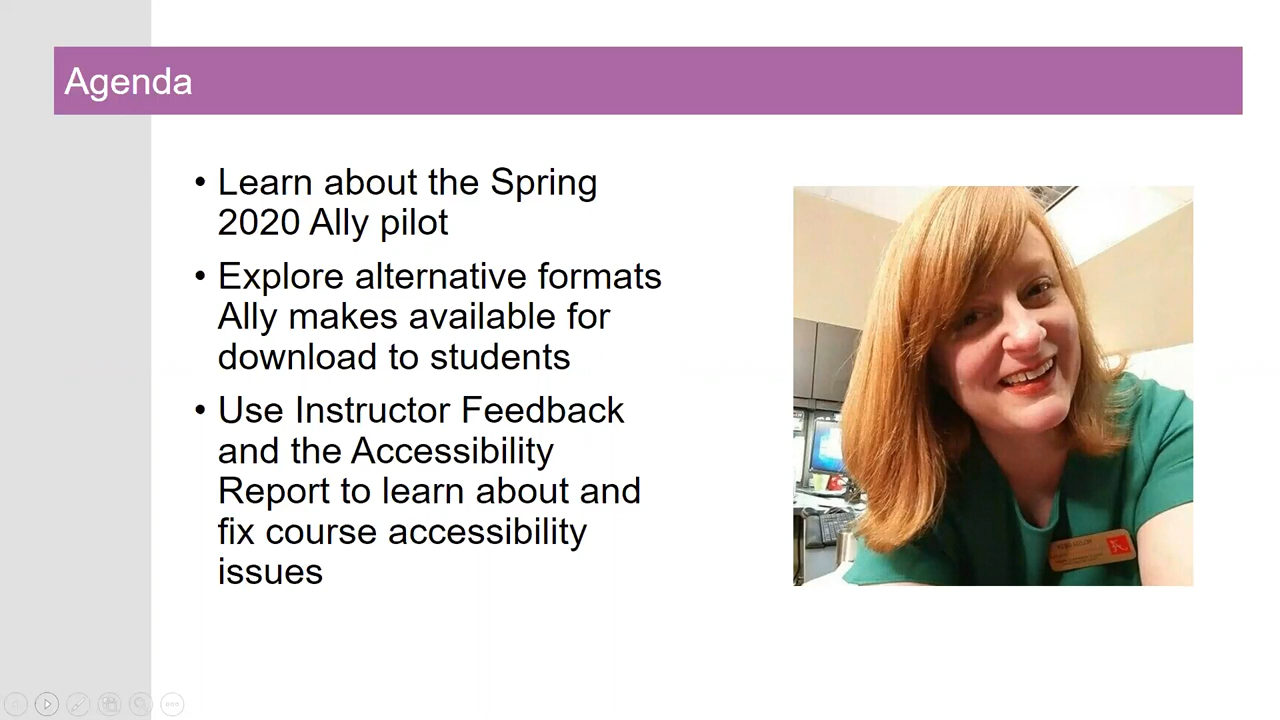 Agenda
• Learn about the Spring
2020 Ally pilot
• Explore alternative formats
Ally makes available for
download to students
• Use Instructor Feedback
and the Accessibility
Report to learn about and
fix course accessibility
issues